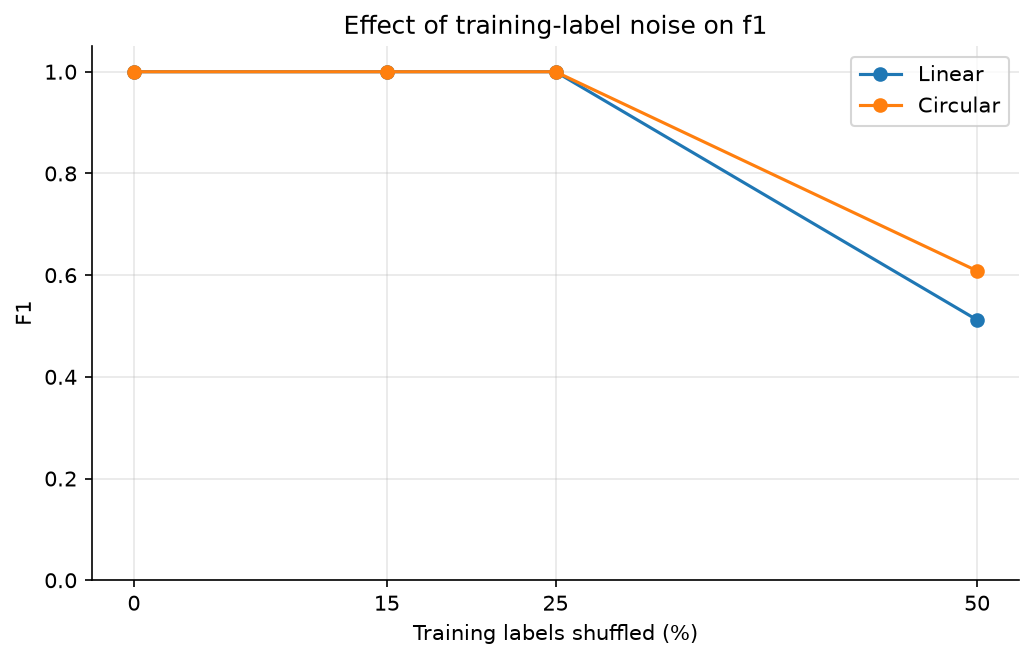 Effect of training-label noise on f1
Linear
Circular
1.0
0.8
0.6
0.4
0.2
0.0
F1
0 15 25 50
Training labels shuffled (%)